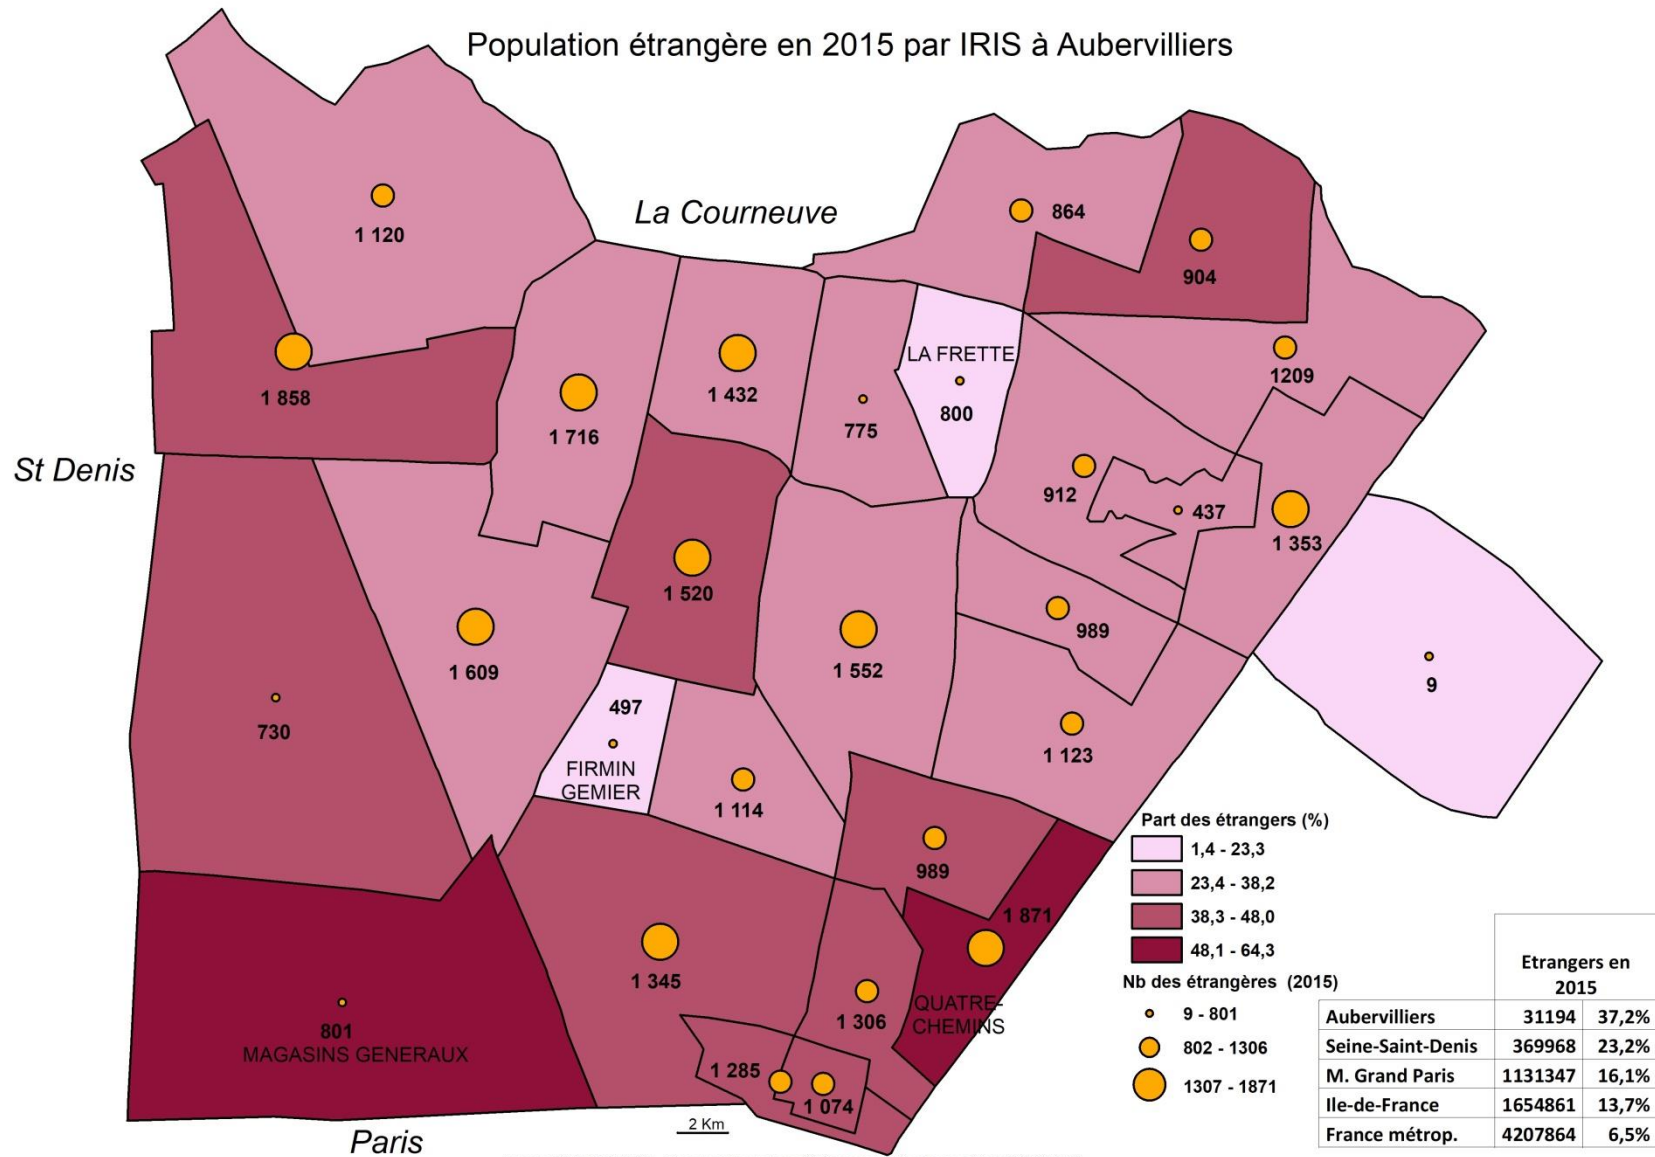 Population étrangère en 2015 par IRIS à Aubervilliers
La Courneuve
864
1 120
904
LA FRETTE
1209
1 858
1 432
800
1 716
775
St Denis
912
437
1 353
1 520
989
1 609
1 552
9
497
730
1 123
FIRMIN
GEMIER
1 114
989
1 871
1 345
QUATRE-
CHEMINS
1 306
801
MAGASINS GENERAUX
1 285
1 074
2 Km
Paris
Part des étrangers (%)
1,4 - 23,3
23,4 - 38,2
38,3 - 48,0
48,1 - 64,3
Nb des étrangères (2015)
9 - 801
802 - 1306
1307 - 1871
Etrangers en
2015
Aubervilliers 31194 37,2%
Seine-Saint-Denis 369968 23,2%
M. Grand Paris 1131347 16,1%
Ile-de-France 1654861 13,7%
France métrop. 4207864 6,5%